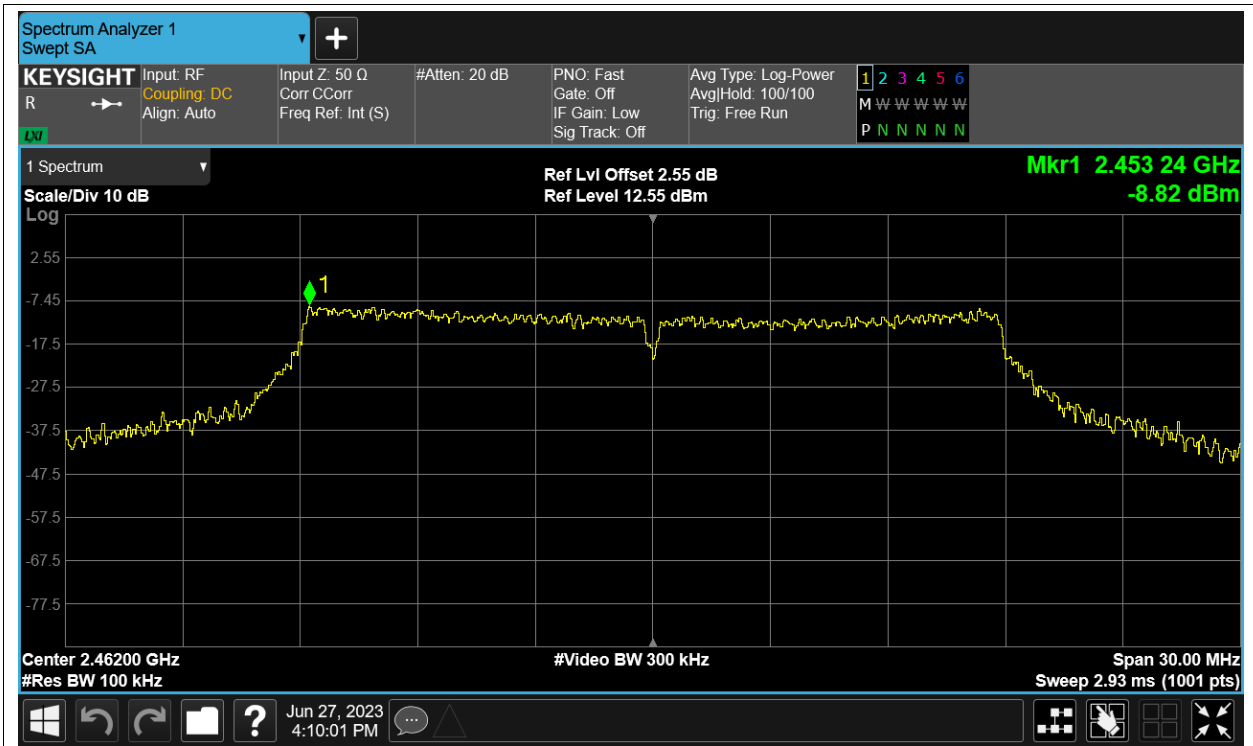 Spectrum Analyzer 1
Swept SA
KEYSIGHT
R
LXI
Input: RF
Coupling: DC
Align: Auto
Input Z: 50 Ω
Corr CCorr
Freq Ref: Int (S)
#Atten: 20 dB
PNO: Fast
Gate: Off
IF Gain: Low
Sig Track: Off
Avg Type: Log-Power
Avg|Hold: 100/100
Trig: Free Run
1 2 3 4 5 6
M W W W W W
P N N N N N
1 Spectrum
Scale/Div 10 dB
Log
Ref Lvl Offset 2.55 dB
Ref Level 12.55 dBm
Mkr1 2.453 24 GHz
-8.82 dBm
1
2.55
-7.45
-17.5
-27.5
-37.5
-47.5
-57.5
-67.5
-77.5
Center 2.46200 GHz
#Res BW 100 kHz
#Video BW 300 kHz
Span 30.00 MHz
Sweep 2.93 ms (1001 pts)
?
Jun 27, 2023
4:10:01 PM